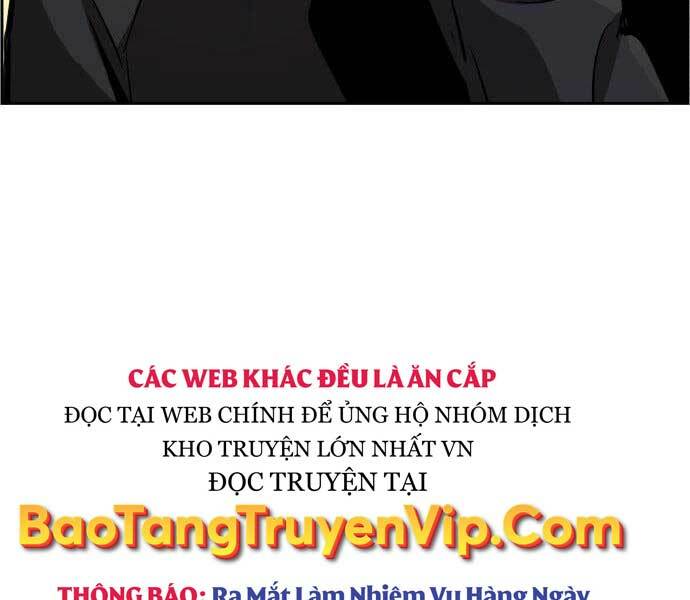 CÁC WEB KHÁC ĐỀU LÀ ĂN CẮP
ĐỌC TẠI WEB CHÍNH ĐỂ ỦNG HỘ NHÓM DỊCH
KHO TRUYỆN LỚN NHẤT VN
ĐỌC TRUYỆN TẠI
BaoTangTruyenVip.Com
THÔNG BÁO: Ra Mắt Làm Nhiệm Vụ Hàng Ngày